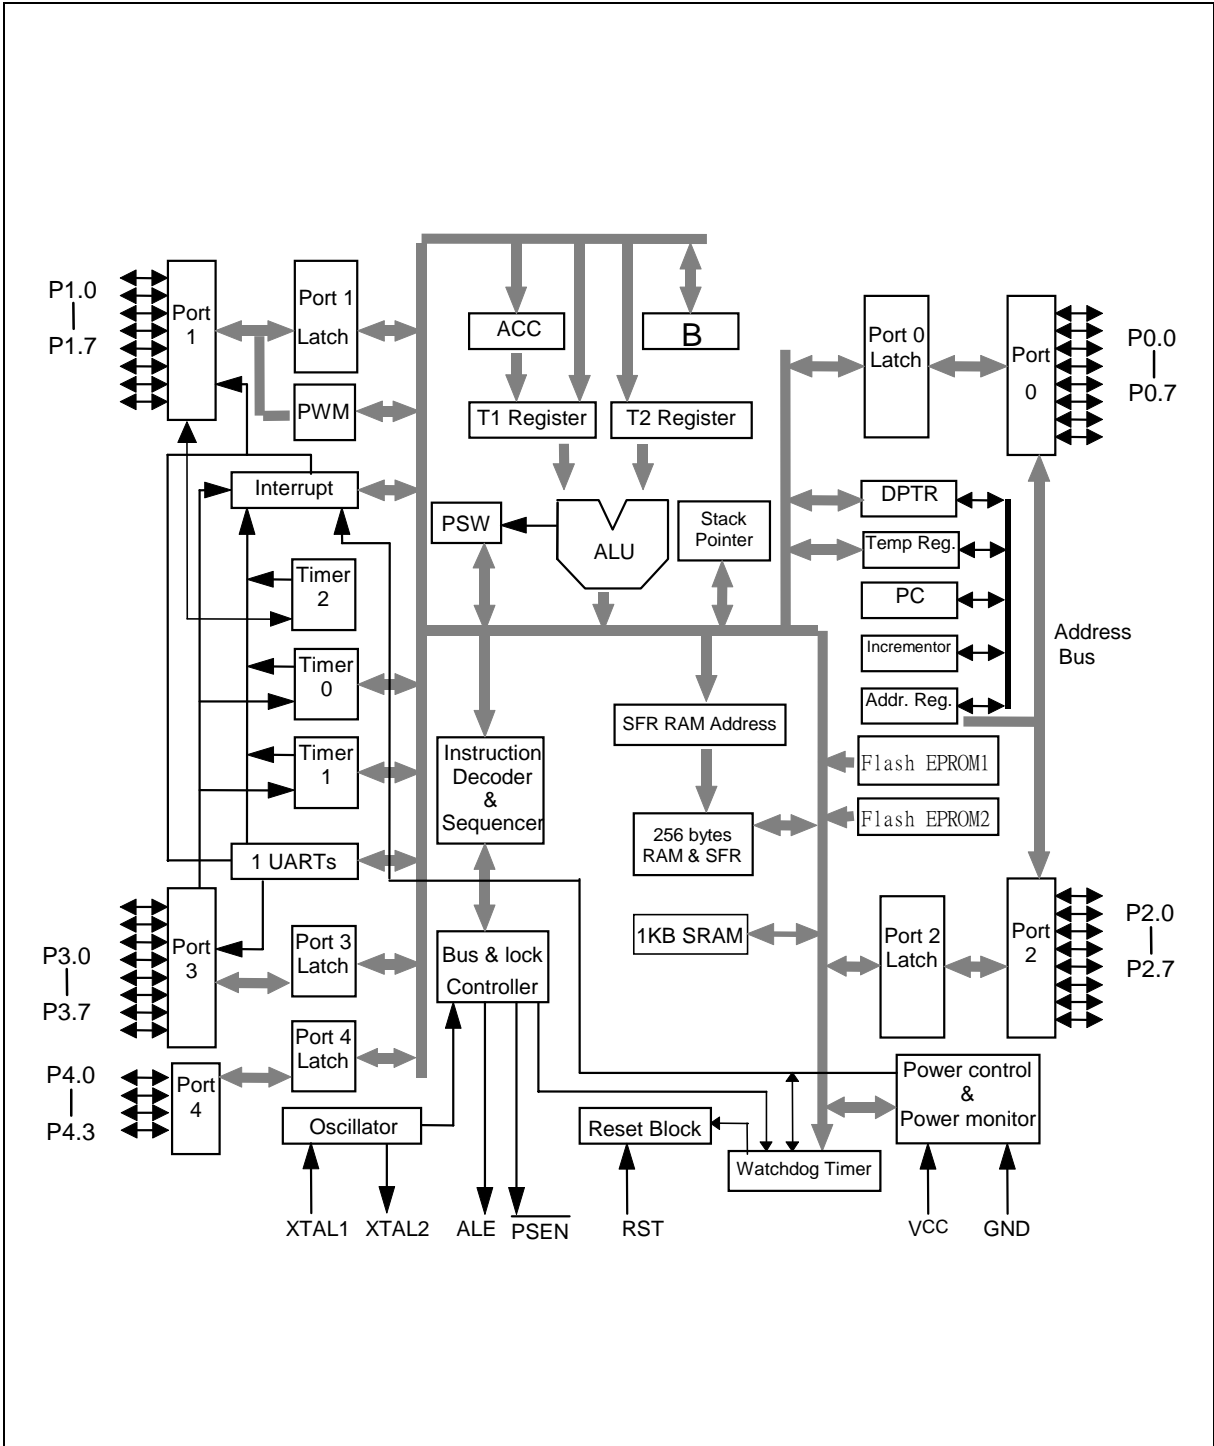 P1.0
P1.7
Port
1
Port 1
Latch
PWM
ACC
B
T1 Register
T2 Register
Port 0
Latch
Port
0
P0.0
P0.7
Interrupt
PSW
ALU
Stack
Pointer
DPTR
Temp Reg.
PC
Incrementor
Addr. Reg.
Address
Bus
Timer
2
Timer
0
Timer
1
Instruction
Decoder
&
Sequencer
SFR RAM Address
256 bytes
RAM & SFR
Flash EPROM1
Flash EPROM2
1 UARTs
1KB SRAM
P3.0
P3.7
Port
3
Port 3
Latch
Bus & lock
Controller
Port 2
Latch
Port
2
P2.0
P2.7
P4.0
P4.3
Port
4
Port 4
Latch
Oscillator
Reset Block
Watchdog Timer
Power control
&
Power monitor
XTAL1
XTAL2
ALE
PSEN
RST
VCC
GND